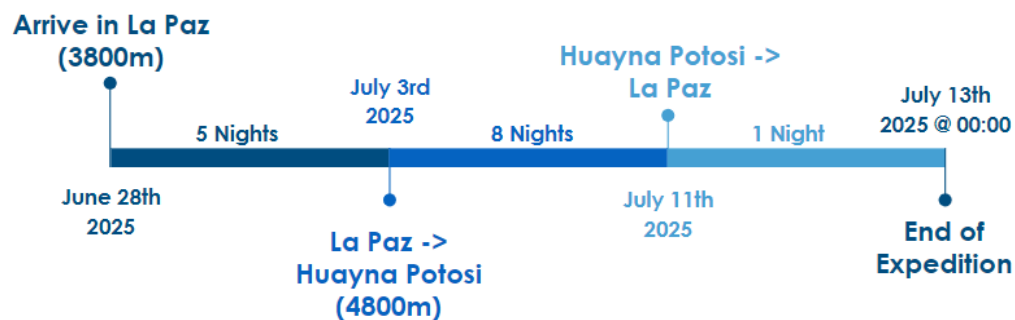 Arrive in La Paz
(3800m)
Huayna Potosi ->
La Paz
July 3rd
2025
July 13th
2025 @ 00:00
5 Nights
8 Nights
1 Night
June 28th
2025
July 11th
2025
La Paz ->
Huayna Potosi
(4800m)
End of
Expedition